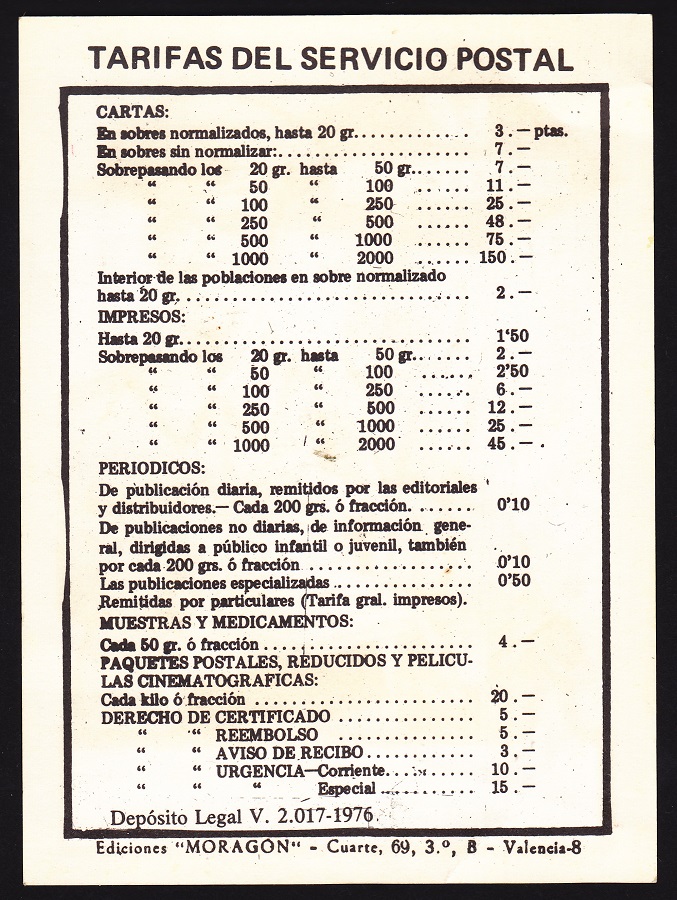 TARIFAS DEL SERVICIO POSTAL
CARTAS:
En sobres normalizados, hasta 20 gr............. 3.— ptas.
En sobres sin normalizar:....................... 7.—
Sobrepasando los 20 gr. hasta 50 gr....... 7.—
“ “ 50 “ 100 ....... 11.—
“ “ 100 “ 250 ....... 25.—
“ “ 250 “ 500 ....... 48.—
“ “ 500 “ 1000 ....... 75.—
“ “ 1000 “ 2000 ....... 150.—
Interior de las poblaciones en sobre normalizado
hasta 20 gr. ............................... 2.—
IMPRESOS:
Hasta 20 gr. ............................... 1‘50
Sobrepasando los 20 gr. hasta 50 gr....... 2.—
“ “ 50 “ 100 ...... 2’50
“ “ 100 “ 250 ...... 6.—
“ “ 250 “ 500 ...... 12.—
“ “ 500 “ 1000 ...... 25.—
“ “ 1000 “ 2000 ...... 45.—.
PERIODICOS:
De publicación diaria, remitidos por las editoriales
y distribuidores.— Cada 200 grs. ó fracción. ....... 0’10
De publicaciones no diarias, de información gene-
ral, dirigidas a público infantil o juvenil, también
por cada 200 grs. ó fracción .................. 0’10
Las publicaciones especializadas ................ 0’50
Remitidas por particulares (Tarifa gral. impresos).
MUESTRAS Y MEDICAMENTOS:
Cada 50 gr. ó fracción ....................... 4.—
PAQUETES POSTALES, REDUCIDOS Y PELICU-
LAS CINEMATOGRAFICAS:
Cada kilo ó fracción ........................ 20.—
DERECHO DE CERTIFICADO ............... 5.—
“ “ REEMBOLSO ............... 5.—
“ “ AVISO DE RECIBO............ 3.—
“ “ URGENCIA—Corriente.......... 10.—
“ “ “ Especial ............ 15.—
Depósito Legal V. 2.017-1976
Ediciones “MORAGON“ - Cuarte, 69, 3.º, B - Valencia-8